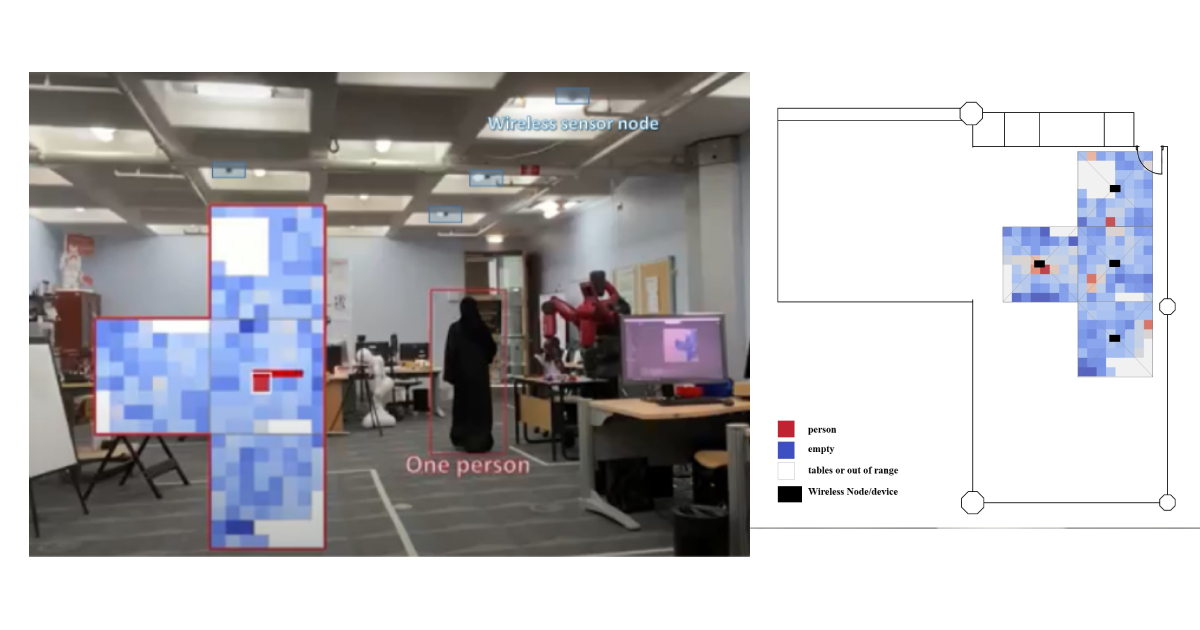 Wireless sensor node
One person
person
empty
tables or out of range
Wireless Node/device